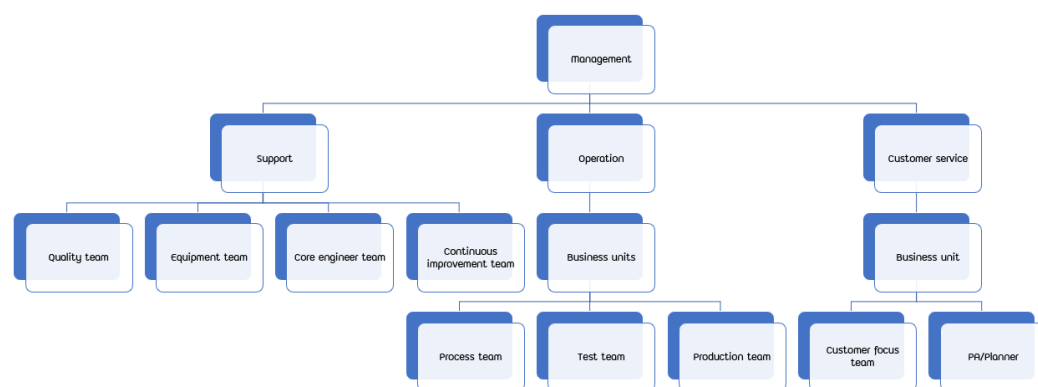 Management
Support
Operation
Customer service
Quality team
Equipment team
Core engineer team
Continuous
improvement team
Business units
Business unit
Process team
Test team
Production team
Customer focus
team
PA/Planner